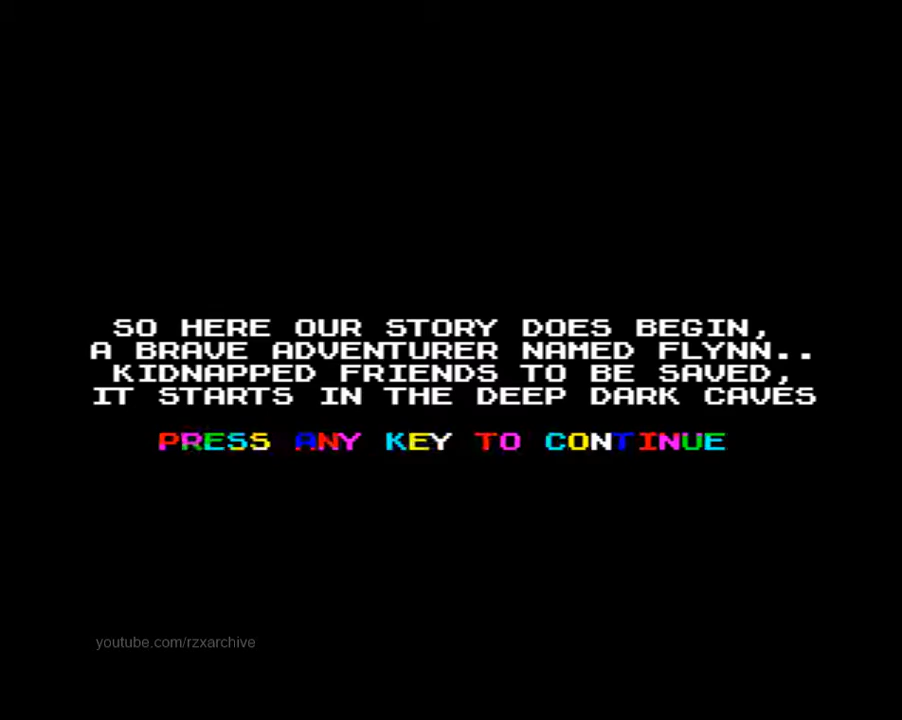 SO HERE OUR STORY DOES BEGIN,
A BRAVE ADVENTURER NAMED FLYNN..
KIDNAPPED FRIENDS TO BE SAVED,
IT STARTS IN THE DEEP DARK CAVES
PRESS ANY KEY TO CONTINUE
youtube.com/rzxarchive